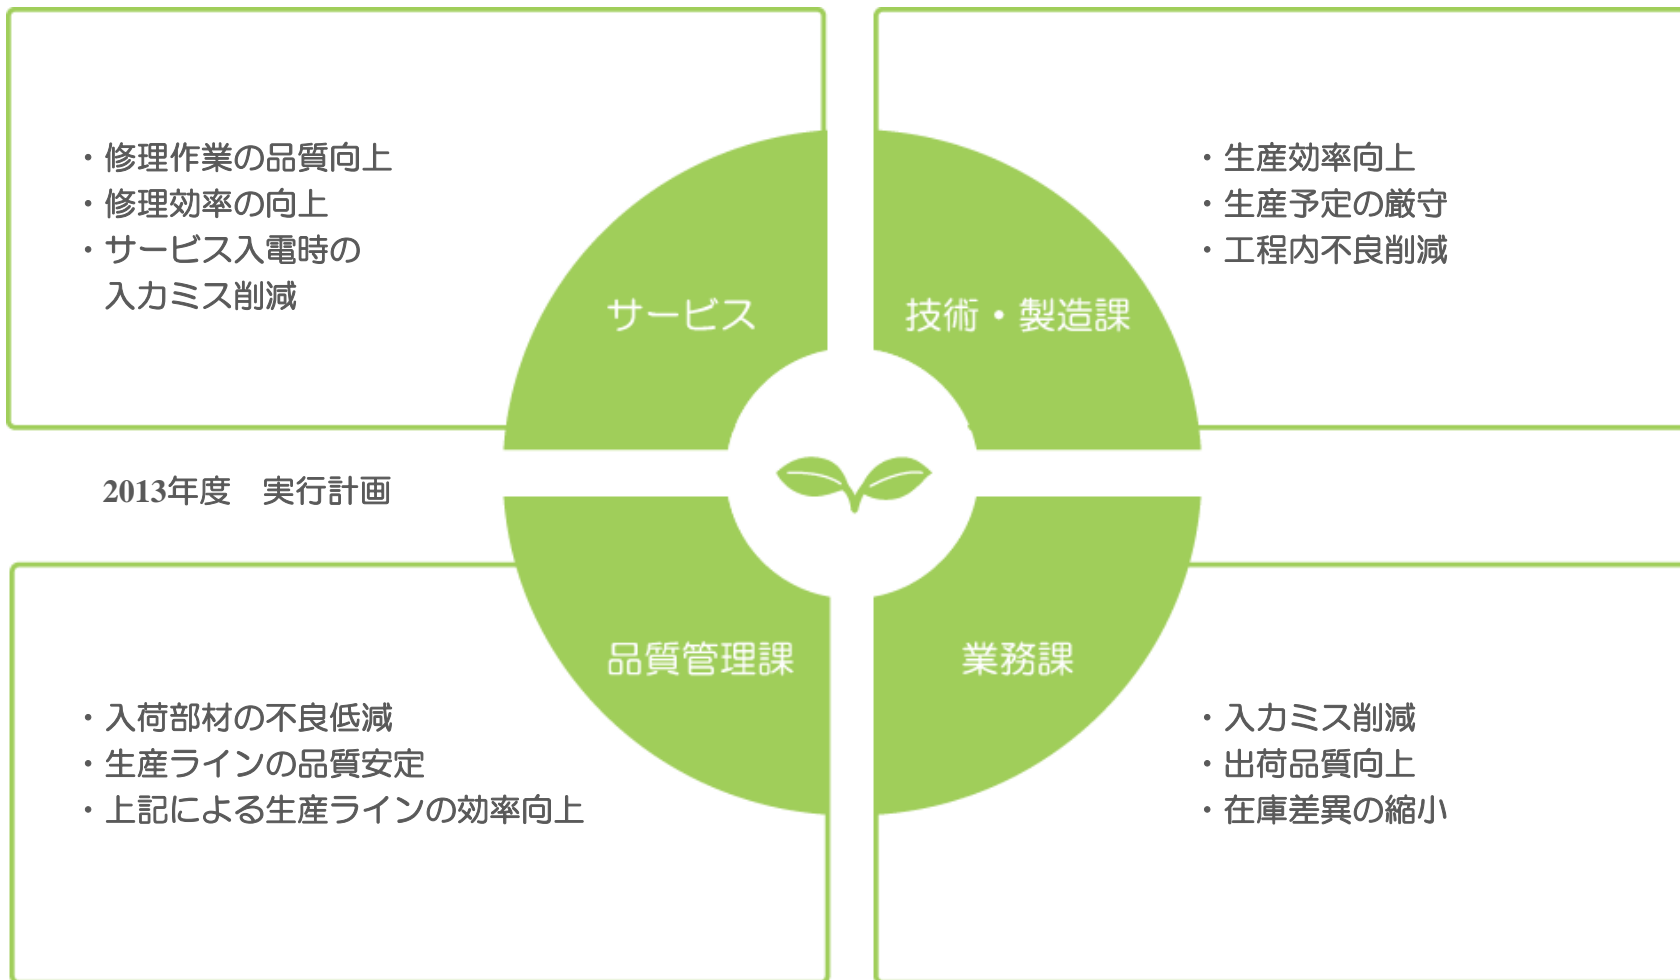 ・修理作業の品質向上
・修理効率の向上
・サービス入電時の
入力ミス削減
サービス
技術・製造課
・生産効率向上
・生産予定の厳守
・工程内不良削減
2013年度　実行計画
品質管理課
・入荷部材の不良低減
・生産ラインの品質安定
・上記による生産ラインの効率向上
業務課
・入力ミス削減
・出荷品質向上
・在庫差異の縮小